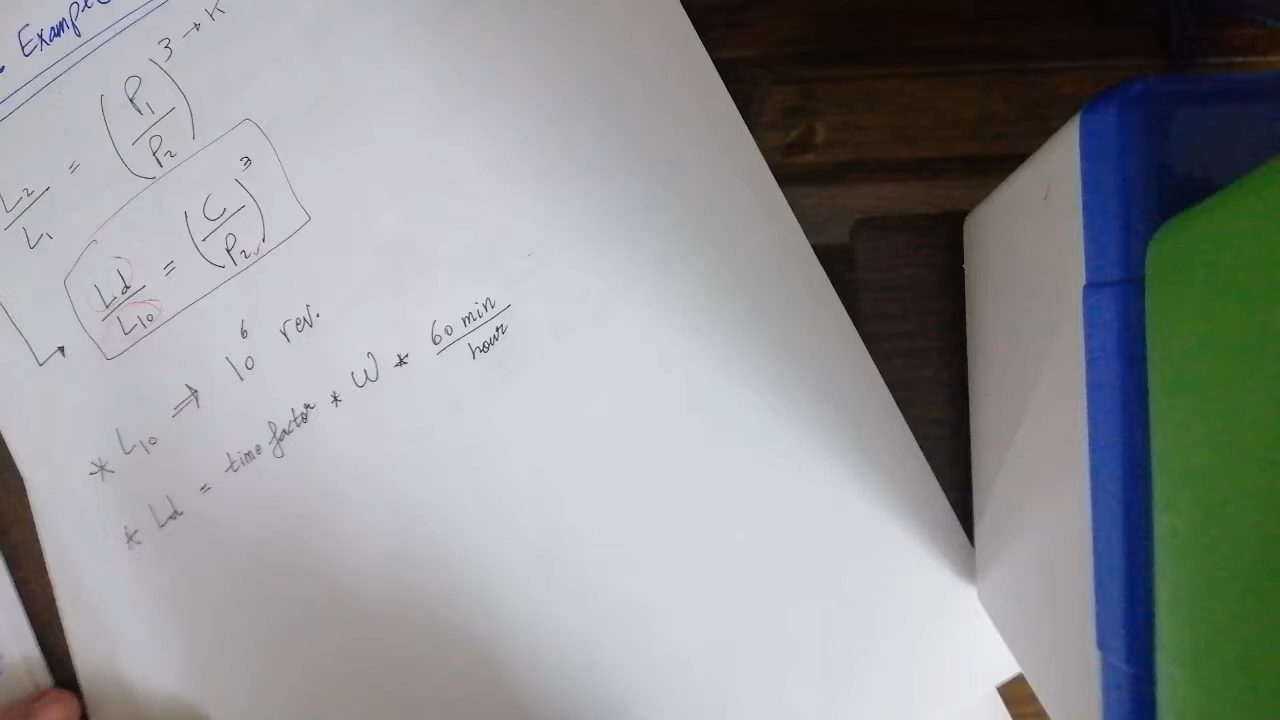 Example
L2/L1 = (P1/P2)^3 → K
Ld/L10 = (C/P2)^3
* L10 ⇒ 10^6 rev.
* Ld = time factor * W * 60 min/hour